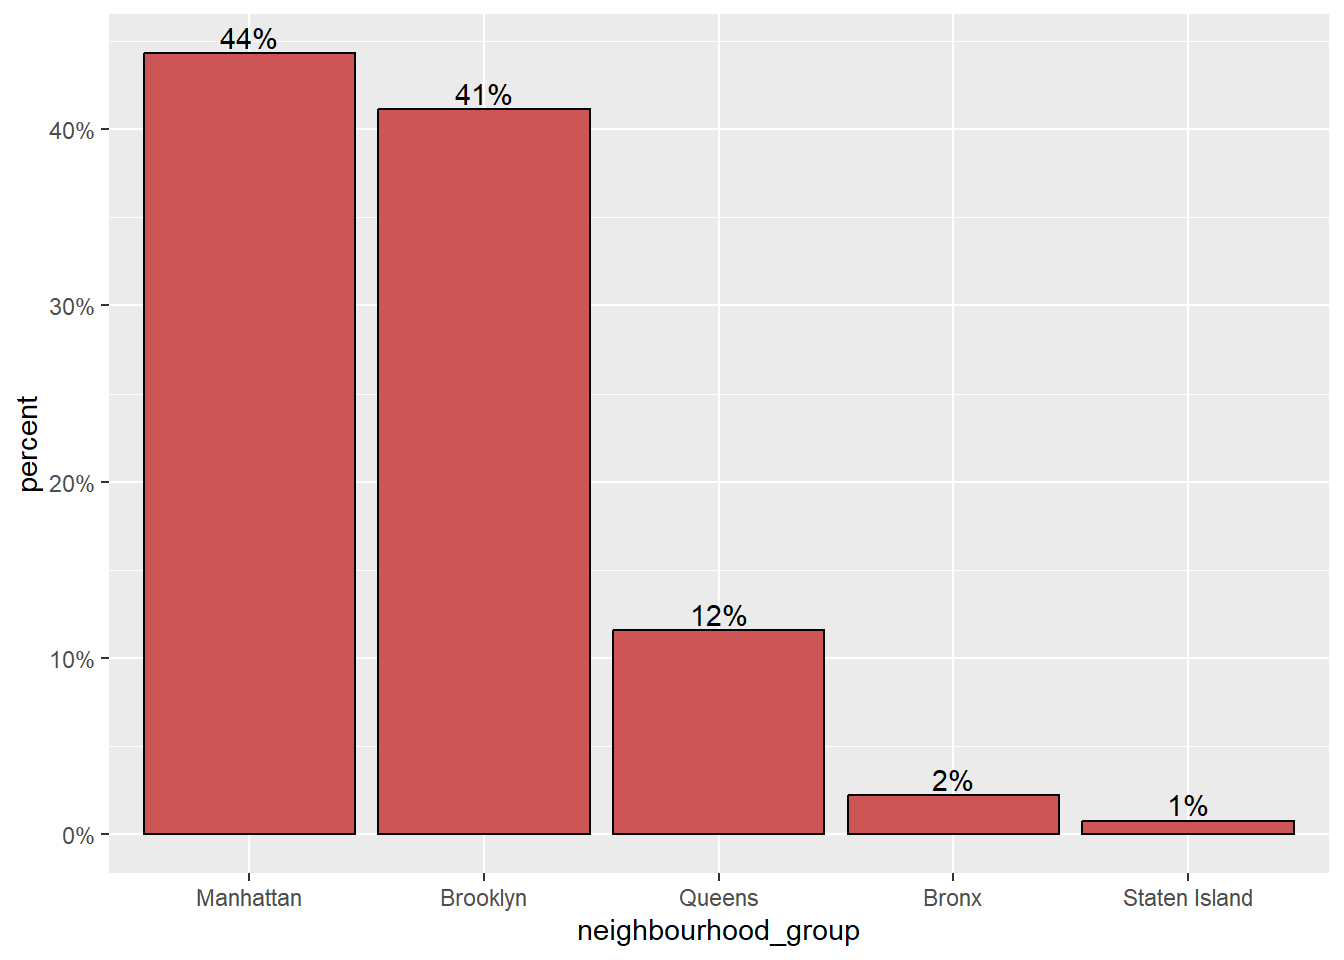 44%
41%
12%
2%
1%
40%
30%
20%
10%
0%
percent
Manhattan
Brooklyn
Queens
Bronx
Staten Island
neighbourhood_group